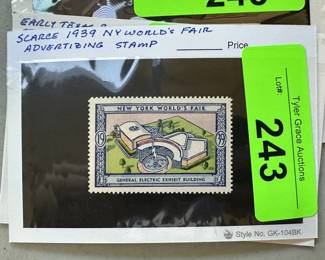 EARLY
SCARCE 1939 NY WORLD'S FAIR
ADVERTISING STAMP
Price
NEW YORK WORLD'S FAIR
19
39
GENERAL ELECTRIC EXHIBIT BUILDING
Lot#:
243
Tyler Grace Auctions
Style No. GK-104BK